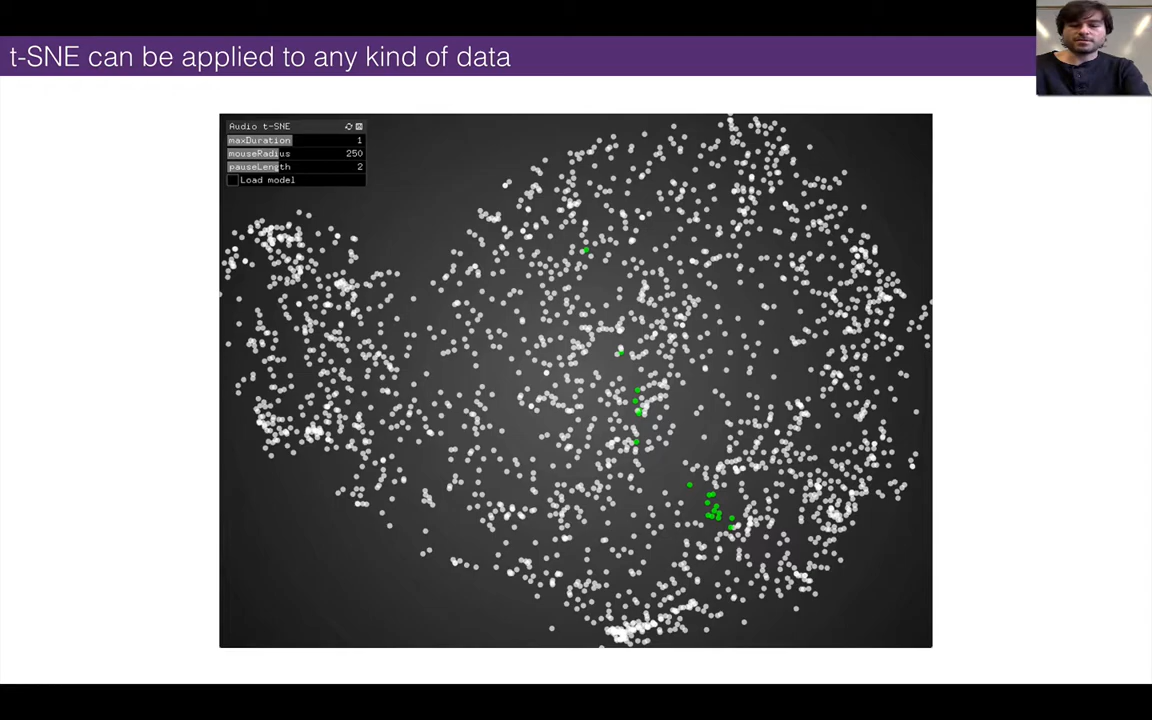 t-SNE can be applied to any kind of data
Audio t-SNE
maxDuration 1
mouseRadius 250
pauseLength 2
Load model